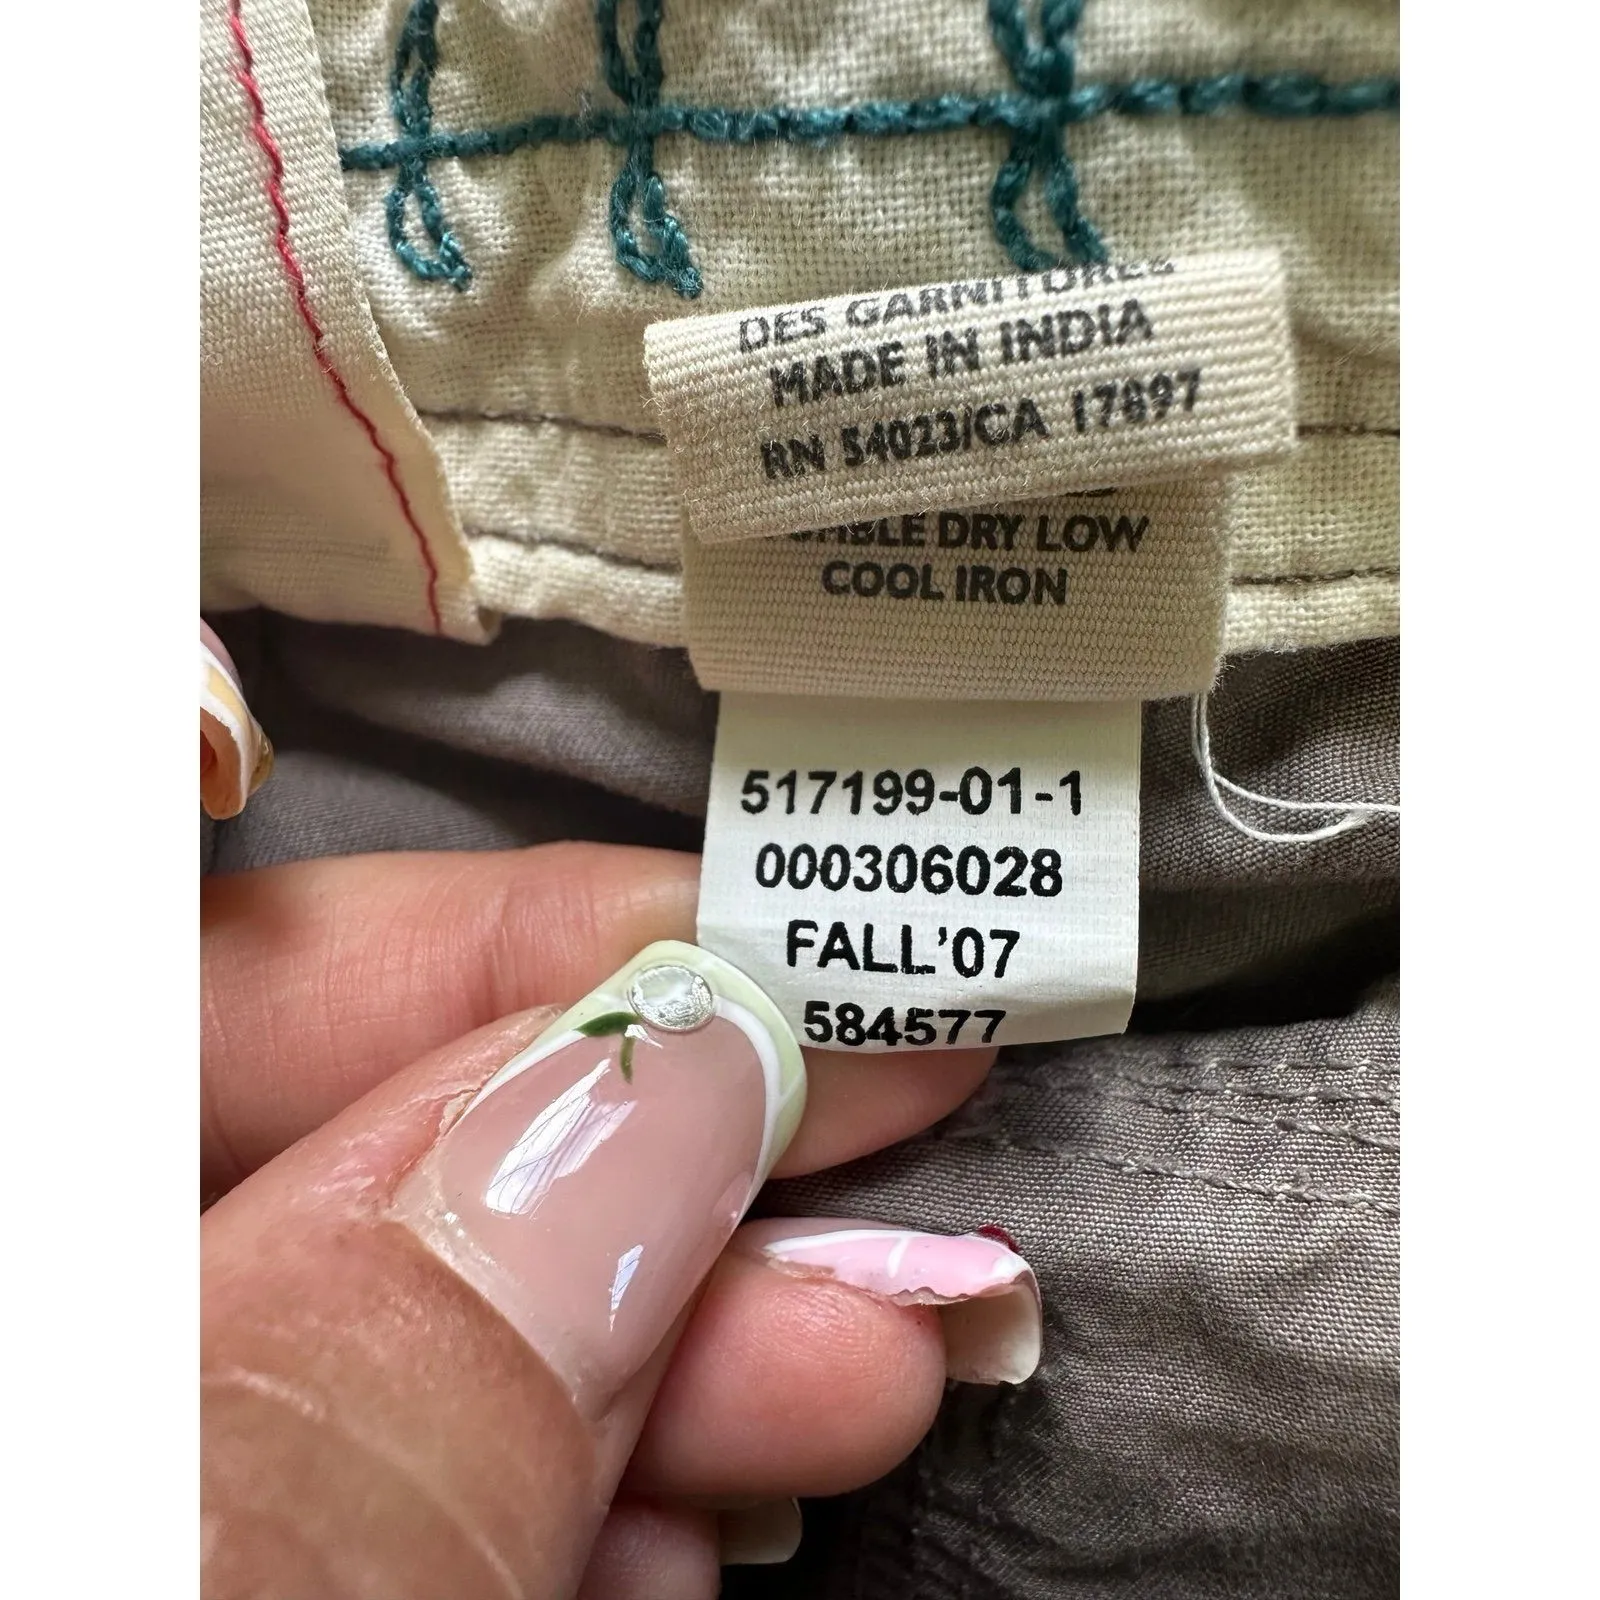 DES GARNITURES
MADE IN INDIA
RN 54023/CA 17897
TUMBLE DRY LOW
COOL IRON
517199-01-1
000306028
FALL'07
584577